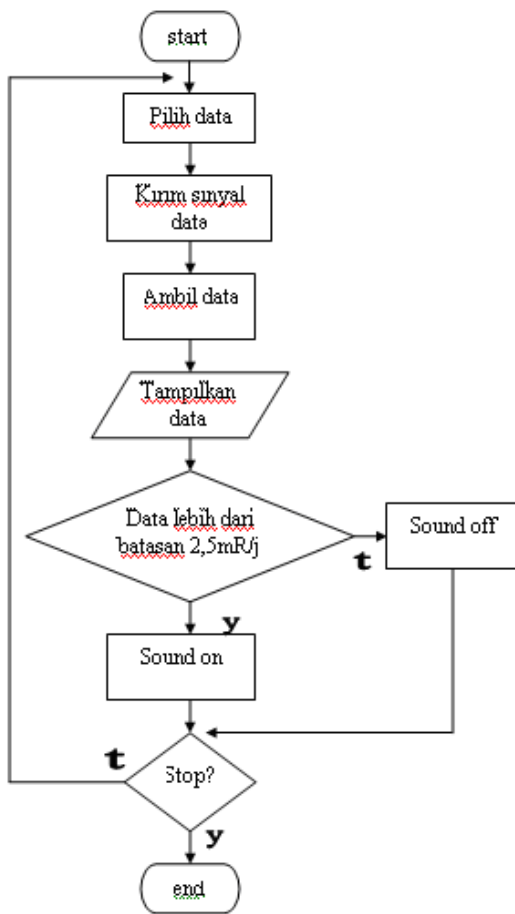 start
Pilih data
Kirim sinyal
data
Ambil data
Tampilkan
data
Data lebih dari
batasan 2,5mR/j
t
Sound off
y
Sound on
t
Stop?
y
end